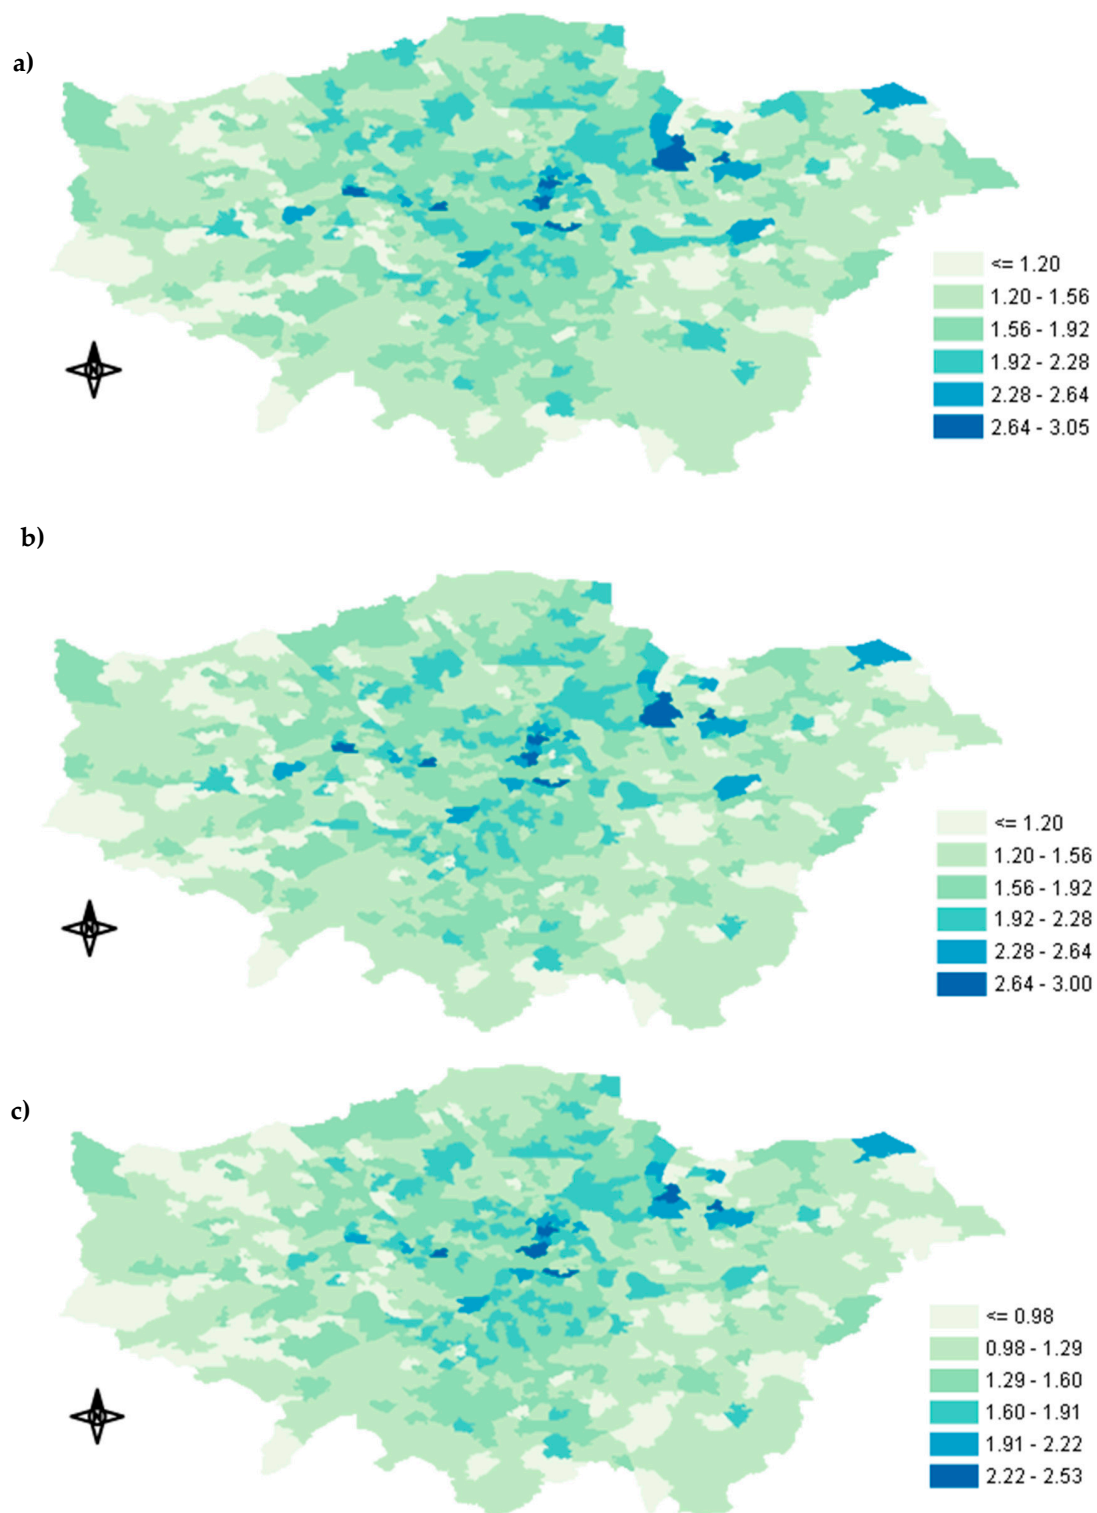 a)
<= 1.20
1.20 - 1.56
1.56 - 1.92
1.92 - 2.28
2.28 - 2.64
2.64 - 3.05
N
b)
<= 1.20
1.20 - 1.56
1.56 - 1.92
1.92 - 2.28
2.28 - 2.64
2.64 - 3.00
N
c)
<= 0.98
0.98 - 1.29
1.29 - 1.60
1.60 - 1.91
1.91 - 2.22
2.22 - 2.53
N